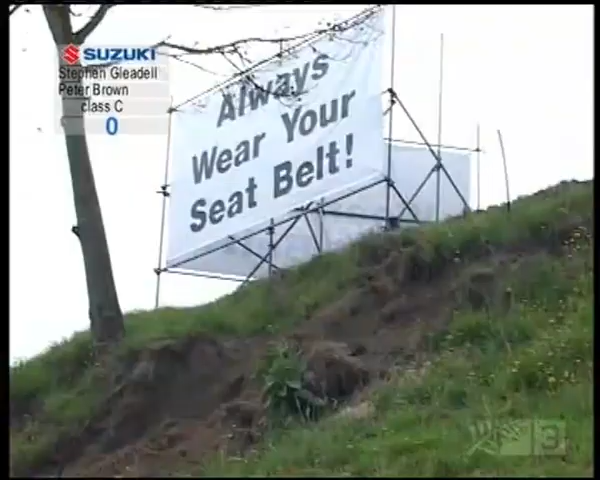 SUZUKI
Stephen Gleadell
Peter Brown
class C
0
Always
Wear Your
Seat Belt!
3